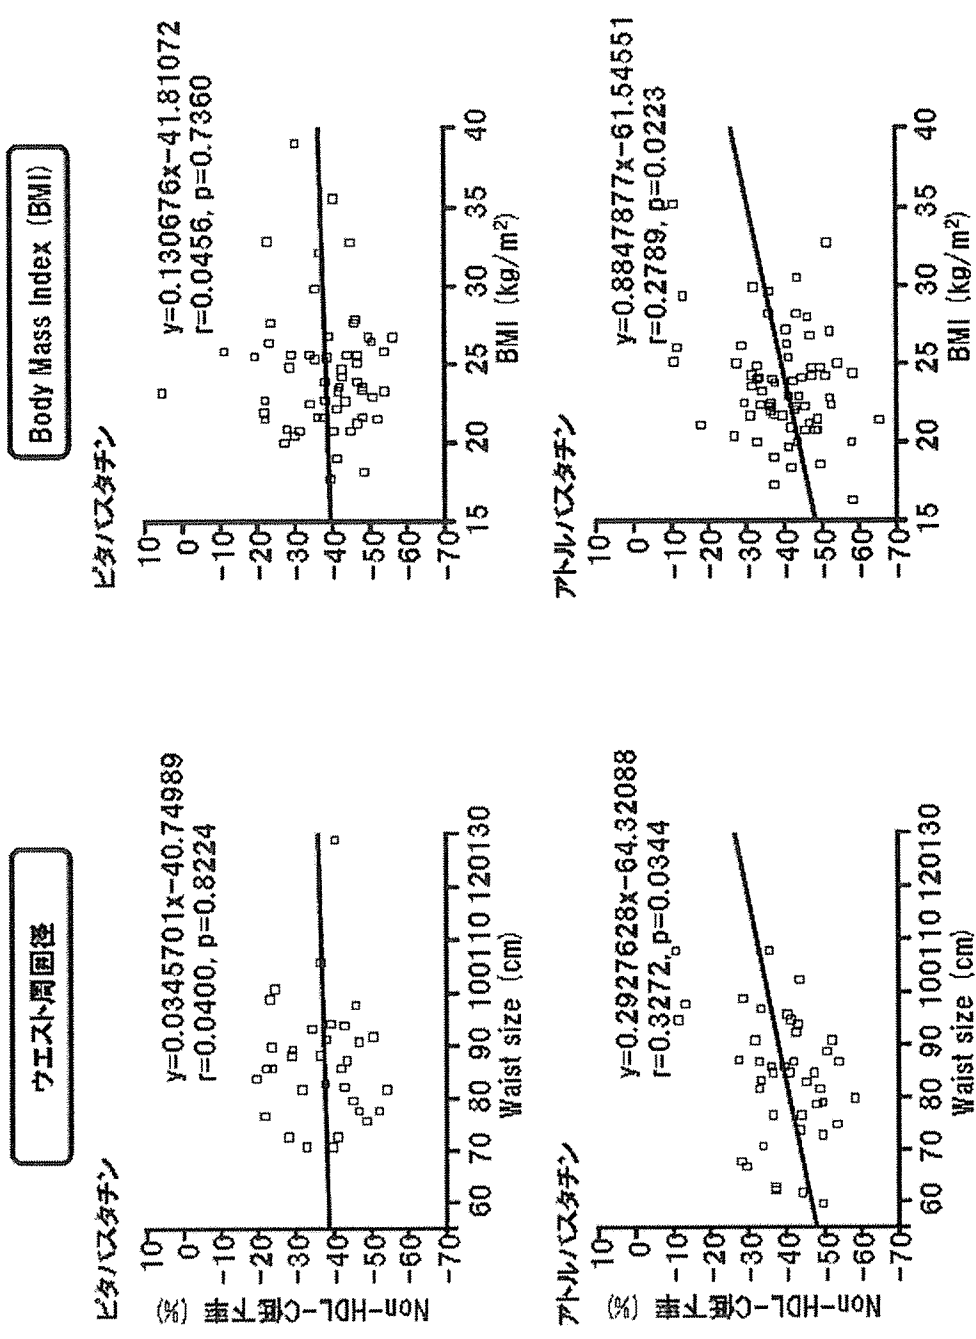 ウエスト周囲径
Body Mass Index (BMI)
ピタバスタチン
y=0.0345701x−40.74989
r=0.0400, p=0.8224
Non-HDL-C低下率 (%)
10
0
−10
−20
−30
−40
−50
−60
−70
60 70 80 90 100 110 120 130
Waist size (cm)
ピタバスタチン
y=0.130676x−41.81072
r=0.0456, p=0.7360
10
0
−10
−20
−30
−40
−50
−60
−70
15 20 25 30 35 40
BMI (kg/m²)
アトルバスタチン
y=0.2927628x−64.32088
r=0.3272, p=0.0344
Non-HDL-C低下率 (%)
10
0
−10
−20
−30
−40
−50
−60
−70
60 70 80 90 100 110 120 130
Waist size (cm)
アトルバスタチン
y=0.8847877x−61.54551
r=0.2789, p=0.0223
10
0
−10
−20
−30
−40
−50
−60
−70
15 20 25 30 35 40
BMI (kg/m²)